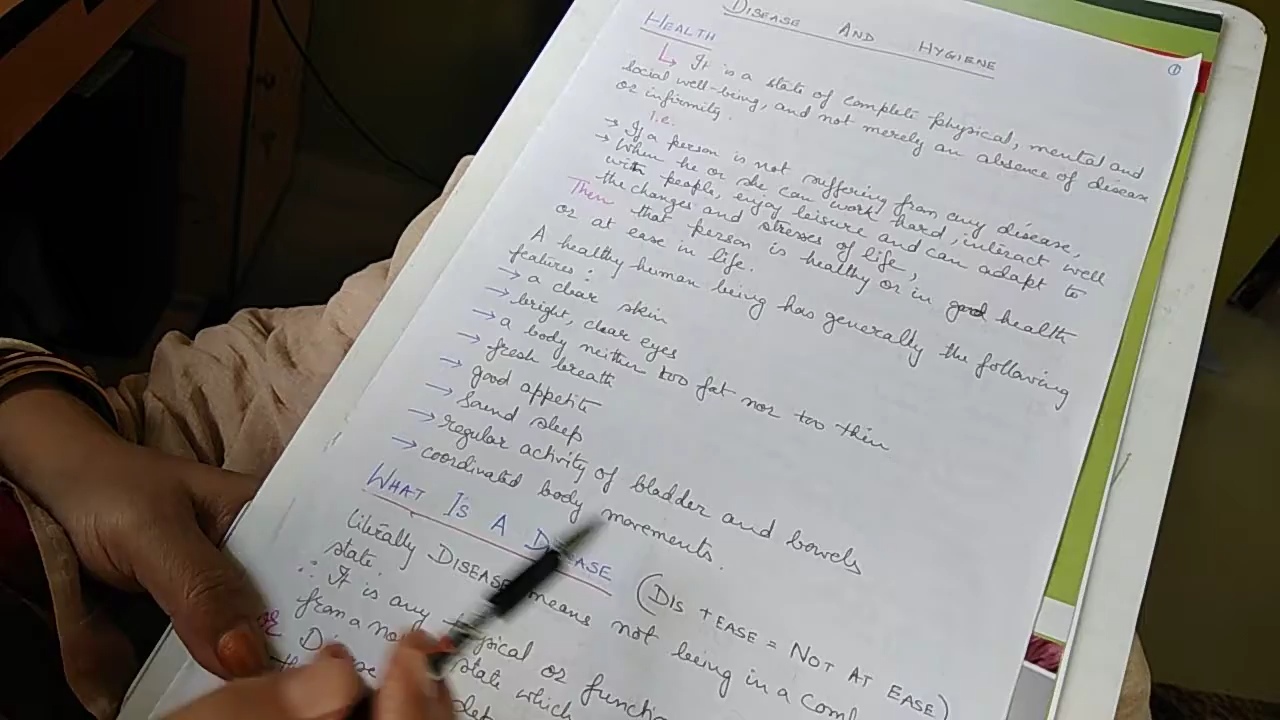 DISEASE AND HYGIENE
①
HEALTH
↳ It is a state of complete physical, mental and
social well-being, and not merely an absence of disease
or infirmity.
i.e.
→ If a person is not suffering from any disease,
→ When he or she can work hard, interact well
with people, enjoy leisure and can adapt to
the changes and stresses of life,
Then that person is healthy or in good health
or at ease in life.
A healthy human being has generally the following
features:
→ a clear skin
→ bright, clear eyes
→ a body neither too fat nor too thin
→ fresh breath
→ good appetite
→ Sound sleep
→ regular activity of bladder and bowels
→ coordinated body movements.
WHAT IS A DISEASE (DIS + EASE = NOT AT EASE)
Literally DISEASE means not being in a
state.
∴ It is any physical or
from a
or
state which